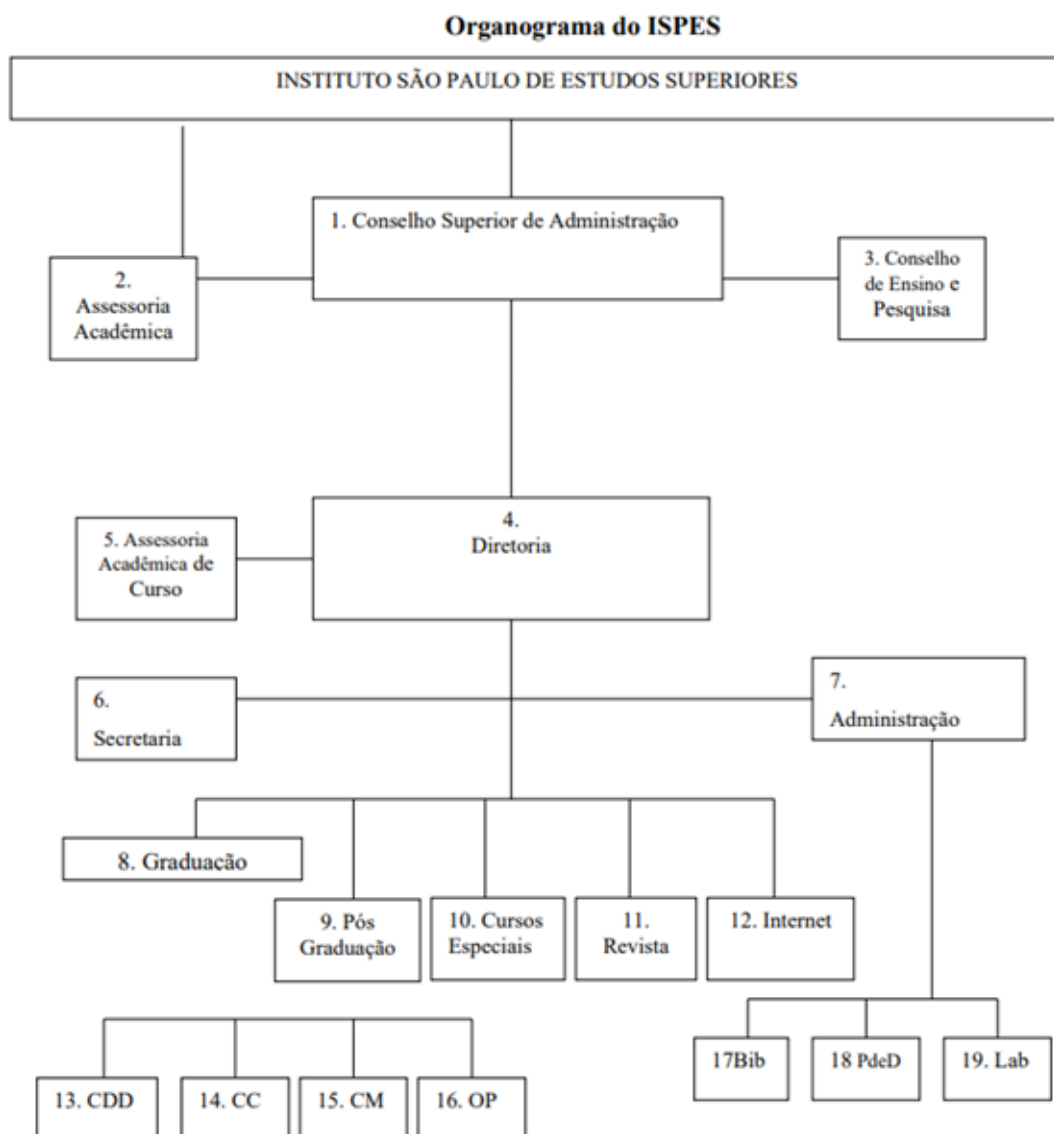 Organograma do ISPES
INSTITUTO SÃO PAULO DE ESTUDOS SUPERIORES
1. Conselho Superior de Administração
2.
Assessoria
Acadêmica
3. Conselho
de Ensino e
Pesquisa
4.
Diretoria
5. Assessoria
Acadêmica de
Curso
6.
Secretaria
7.
Administração
8. Graduação
9. Pós
Graduação
10. Cursos
Especiais
11.
Revista
12. Internet
13. CDD
14. CC
15. CM
16. OP
17Bib
18 PdeD
19. Lab